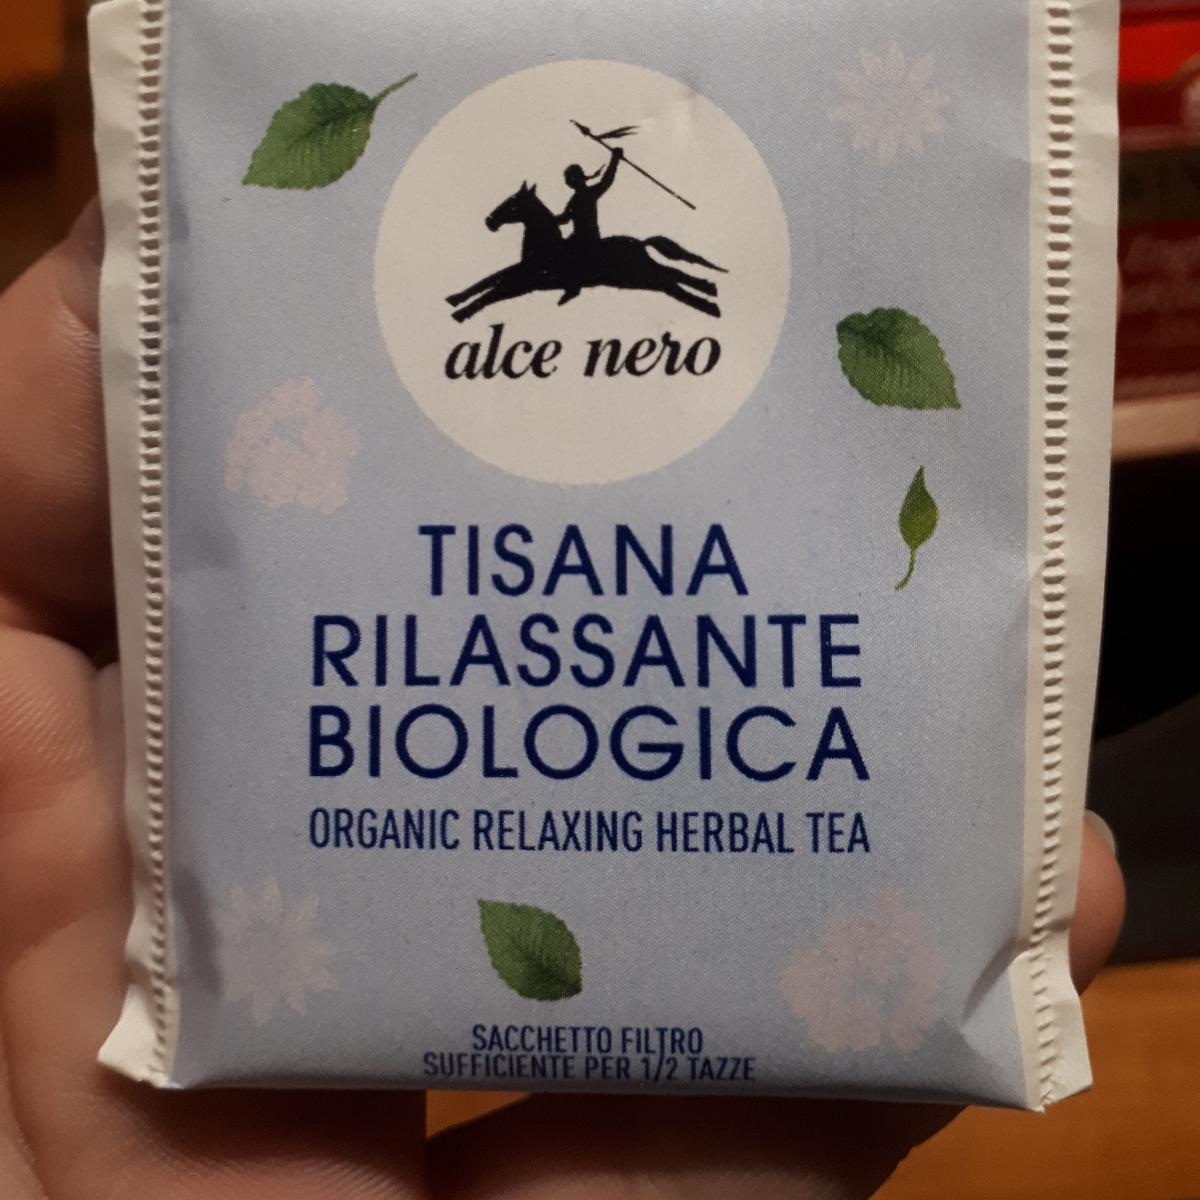 alce nero
TISANA
RILASSANTE
BIOLOGICA
ORGANIC RELAXING HERBAL TEA
SACCHETTO FILTRO
SUFFICIENTE PER 1/2 TAZZE